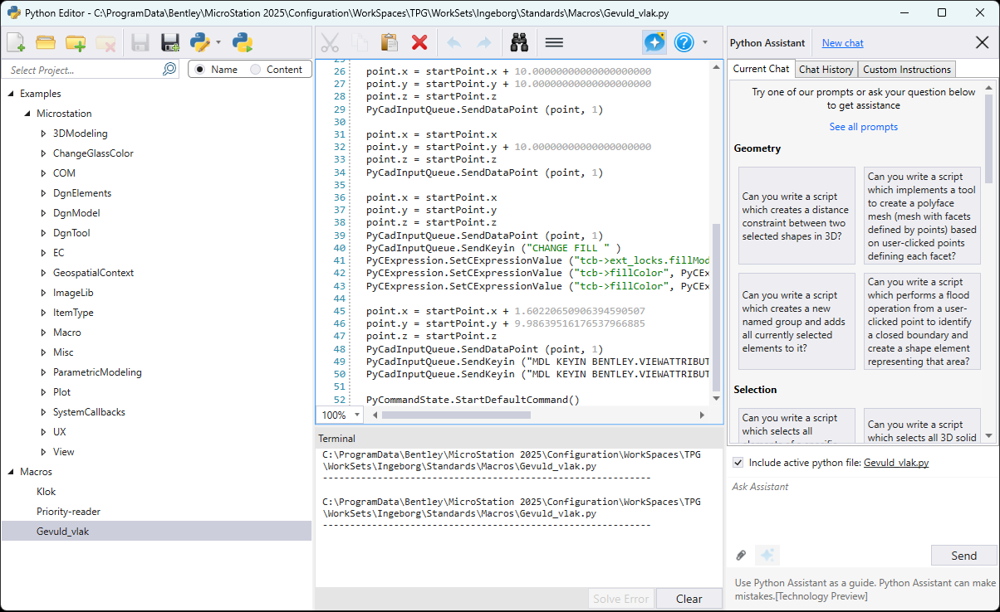 Python Editor - C:\ProgramData\Bentley\MicroStation 2025\Configuration\WorkSpaces\TPG\WorkSets\Ingeborg\Standards\Macros\Gevuld_vlak.py
Select Project...
Name
Content
Examples
Microstation
3DModeling
ChangeGlassColor
COM
DgnElements
DgnModel
DgnTool
EC
GeospatialContext
ImageLib
ItemType
Macro
Misc
ParametricModeling
Plot
SystemCallbacks
UX
View
Macros
Klok
Priority-reader
Gevuld_vlak
25
26 point.x = startPoint.x + 10.00000000000000000000
27 point.y = startPoint.y + 10.00000000000000000000
28 point.z = startPoint.z
29 PyCadInputQueue.SendDataPoint (point, 1)
30
31 point.x = startPoint.x
32 point.y = startPoint.y + 10.00000000000000000000
33 point.z = startPoint.z
34 PyCadInputQueue.SendDataPoint (point, 1)
35
36 point.x = startPoint.x
37 point.y = startPoint.y
38 point.z = startPoint.z
39 PyCadInputQueue.SendDataPoint (point, 1)
40 PyCadInputQueue.SendKeyin ("CHANGE FILL " )
41 PyCExpression.SetCExpressionValue ("tcb->ext_locks.fillMod
42 PyCExpression.SetCExpressionValue ("tcb->fillColor", PyCEx
43 PyCExpression.SetCExpressionValue ("tcb->fillColor", PyCEx
44
45 point.x = startPoint.x + 1.60220650906394590507
46 point.y = startPoint.y + 9.98639516176537966885
47 point.z = startPoint.z
48 PyCadInputQueue.SendDataPoint (point, 1)
49 PyCadInputQueue.SendKeyin ("MDL KEYIN BENTLEY.VIEWATTRIBUT
50 PyCadInputQueue.SendKeyin ("MDL KEYIN BENTLEY.VIEWATTRIBUT
51
52 PyCommandState.StartDefaultCommand()
100%
Terminal
C:\ProgramData\Bentley\MicroStation 2025\Configuration\WorkSpaces\TPG
\WorkSets\Ingeborg\Standards\Macros\Gevuld_vlak.py
--------------------------------------------------------
C:\ProgramData\Bentley\MicroStation 2025\Configuration\WorkSpaces\TPG
\WorkSets\Ingeborg\Standards\Macros\Gevuld_vlak.py
--------------------------------------------------------
Solve Error
Clear
Python Assistant
New chat
Current Chat
Chat History
Custom Instructions
Try one of our prompts or ask your question below
to get assistance
See all prompts
Geometry
Can you write a script
which creates a distance
constraint between two
selected shapes in 3D?
Can you write a script
which implements a tool
to create a polyface
mesh (mesh with facets
defined by points) based
on user-clicked points
defining each facet?
Can you write a script
which creates a new
named group and adds
all currently selected
elements to it?
Can you write a script
which performs a flood
operation from a user-
clicked point to identify
a closed boundary and
create a shape element
representing that area?
Selection
Can you write a script
which selects all
elements of a specific
Can you write a script
which selects all 3D solid
Include active python file: Gevuld_vlak.py
Ask Assistant
Send
Use Python Assistant as a guide. Python Assistant can make
mistakes.[Technology Preview]